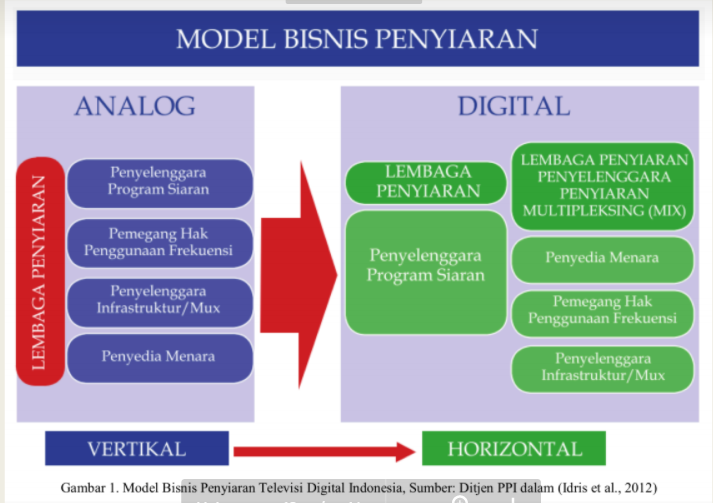 MODEL BISNIS PENYIARAN
ANALOG
LEMBAGA PENYIARAN
Penyelenggara
Program Siaran
Pemegang Hak
Penggunaan Frekuensi
Penyelenggara
Infrastruktur/Mux
Penyedia Menara
DIGITAL
LEMBAGA
PENYIARAN
Penyelenggara
Program Siaran
LEMBAGA PENYIARAN
PENYELENGGARA
PENYIARAN
MULTIPLEKSING (MIX)
Penyedia Menara
Pemegang Hak
Penggunaan Frekuensi
Penyelenggara
Infrastruktur/Mux
VERTIKAL
HORIZONTAL
Gambar 1. Model Bisnis Penyiaran Televisi Digital Indonesia, Sumber: Ditjen PPI dalam (Idris et al., 2012)